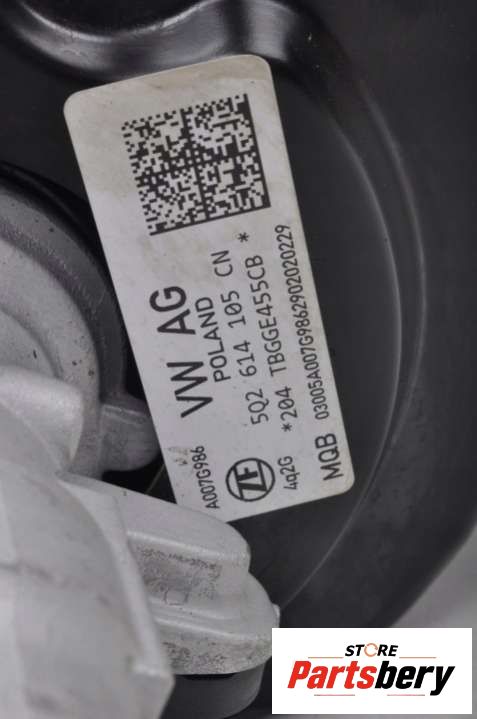 VW AG
POLAND
5Q2 614 105 CN
*204 TBGGE455CB *
A007G986
ZF
4q2G
MQB 03005A007G9862902020229
STORE
Partsbery